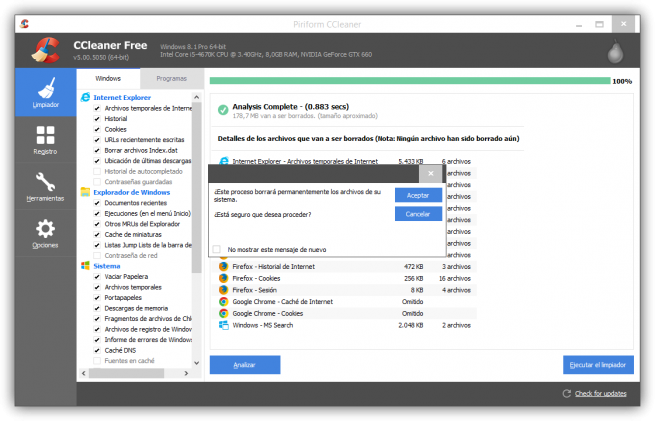 Piriform CCleaner
CCleaner Free
v5.00.5050 (64-bit)
Windows 8.1 Pro 64-bit
Intel Core i5-4670K CPU @ 3.40GHz, 8,0GB RAM, NVIDIA GeForce GTX 660
Limpiador
Registro
Herramientas
Opciones
Windows
Programas
Internet Explorer
Archivos temporales de Interne
Historial
Cookies
URLs recientemente escritas
Borrar archivos Index.dat
Ubicación de últimas descargas
Historial de autocompletado
Contraseñas guardadas
Explorador de Windows
Documentos recientes
Ejecuciones (en el menú Inicio)
Otros MRUs del Explorador
Cache de miniaturas
Listas Jump Lists de la barra de
Contraseña de red
Sistema
Vaciar Papelera
Archivos temporales
Portapapeles
Descargas de memoria
Fragmentos de archivos de Chk
Archivos de registro de Window
Informe de errores de Window
Caché DNS
Fuentes en caché
100%
Analysis Complete - (0.883 secs)
178,7 MB van a ser borrados. (tamaño aproximado)
Detalles de los archivos que van a ser borrados (Nota: Ningún archivo han sido borrado aún)
Internet Explorer - Archivos temporales de Internet 5.433 KB 6 archivos
¿Este proceso borrará permanentemente los archivos de su
sistema.
¿Está seguro que desea proceder?
Aceptar
Cancelar
No mostrar este mensaje de nuevo
Firefox - Historial de Internet 472 KB 3 archivos
Firefox - Cookies 256 KB 16 archivos
Firefox - Sesión 8 KB 4 archivos
Google Chrome - Caché de Internet Omitido
Google Chrome - Cookies Omitido
Windows - MS Search 2.048 KB 2 archivos
Analizar
Ejecutar el limpiador
Check for updates